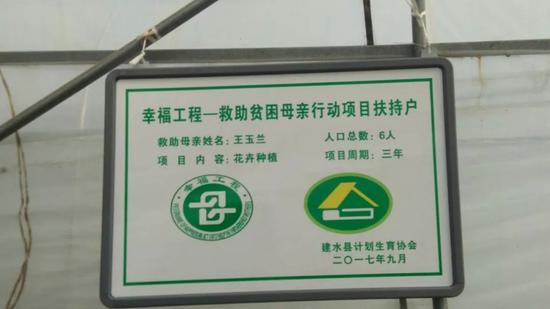 幸福工程—救助贫困母亲行动项目扶持户
救助母亲姓名：王玉兰 人口总数：6人
项目内容：花卉种植 项目周期：三年
幸福工程
建水县计划生育协会
二〇一七年九月